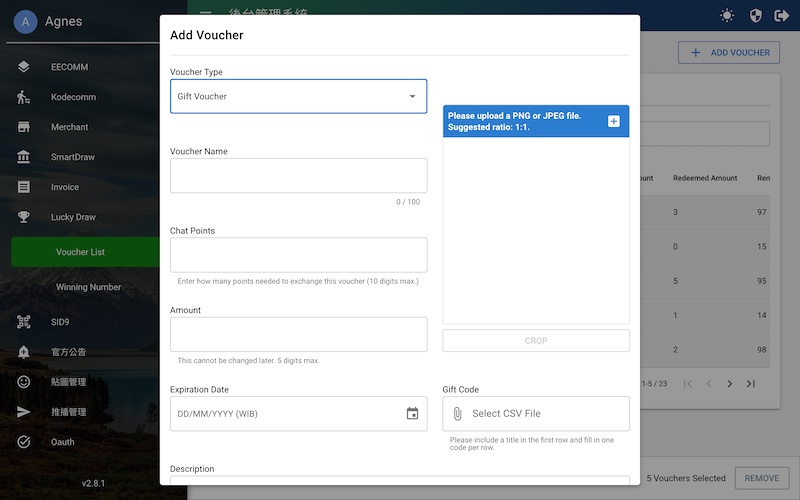 A Agnes
EECOMM
Kodecomm
Merchant
SmartDraw
Invoice
Lucky Draw
Voucher List
Winning Number
SID9
官方公告
貼圖管理
推播管理
Oauth
v2.8.1
後台管理系統
ADD VOUCHER
Add Voucher
Voucher Type
Gift Voucher
Please upload a PNG or JPEG file.
Suggested ratio: 1:1.
Voucher Name
0 / 100
Chat Points
Enter how many points needed to exchange this voucher (10 digits max.)
Amount
This cannot be changed later. 5 digits max.
CROP
Expiration Date
DD/MM/YYYY (WIB)
Gift Code
Select CSV File
Please include a title in the first row and fill in one
code per row.
Description
Redeemed Amount
3 97
0 15
5 95
1 14
2 98
1-5 / 23
5 Vouchers Selected
REMOVE